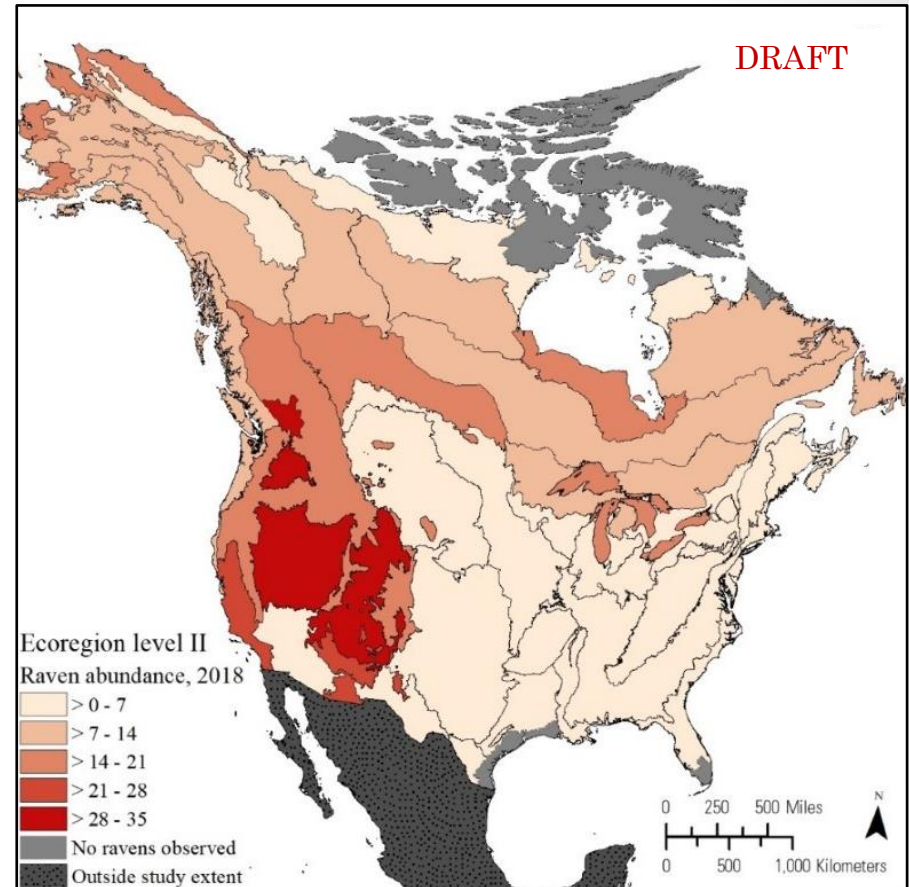 DRAFT
Ecoregion level II
Raven abundance, 2018
> 0 - 7
> 7 - 14
> 14 - 21
> 21 - 28
> 28 - 35
No ravens observed
Outside study extent
0 250 500 Miles
0 500 1,000 Kilometers
N